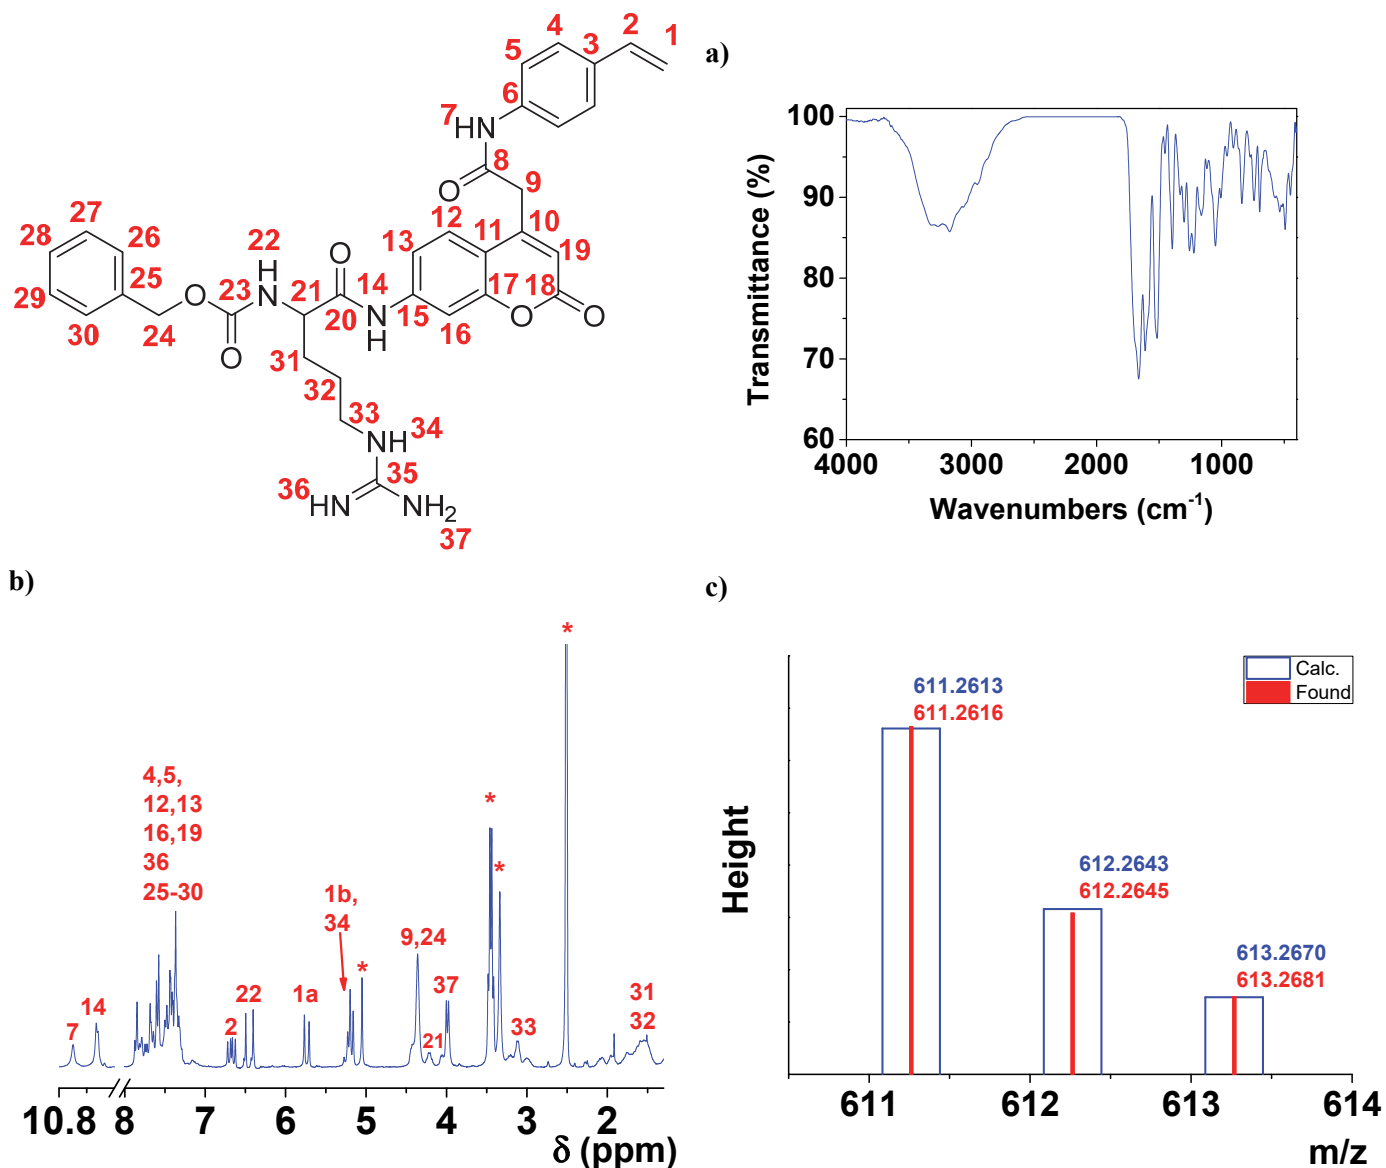 4
2
1
5
3
6
7
HN
8
O
9
12
10
27
26
22
13
11
19
28
H
O
14
25
N
21
17
18
29
O
23
N
O
O
20
15
30
24
O
H
16
31
32
33
NH 34
35
36
HN
NH2
37
a)
100
90
80
70
60
Transmittance (%)
4000 3000 2000 1000
Wavenumbers (cm-1)
b)
*
4,5,
12,13
16,19
36
25-30
*
*
1b,
34
9,24
*
22
1a
37
31
14
32
7
2
21
33
10.8 8 7 6 5 4 3 2
δ (ppm)
c)
Calc.
Found
611.2613
611.2616
612.2643
612.2645
613.2670
613.2681
Height
611 612 613 614
m/z